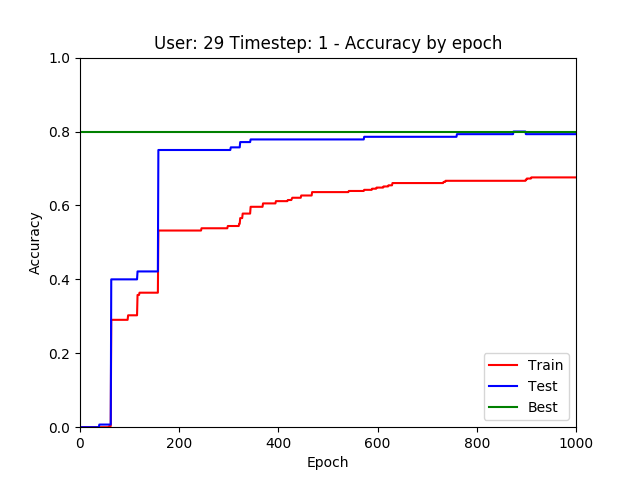 User: 29 Timestep: 1 - Accuracy by epoch
1.0
0.8
0.6
0.4
0.2
0.0
Accuracy
0 200 400 600 800 1000
Epoch
Train
Test
Best